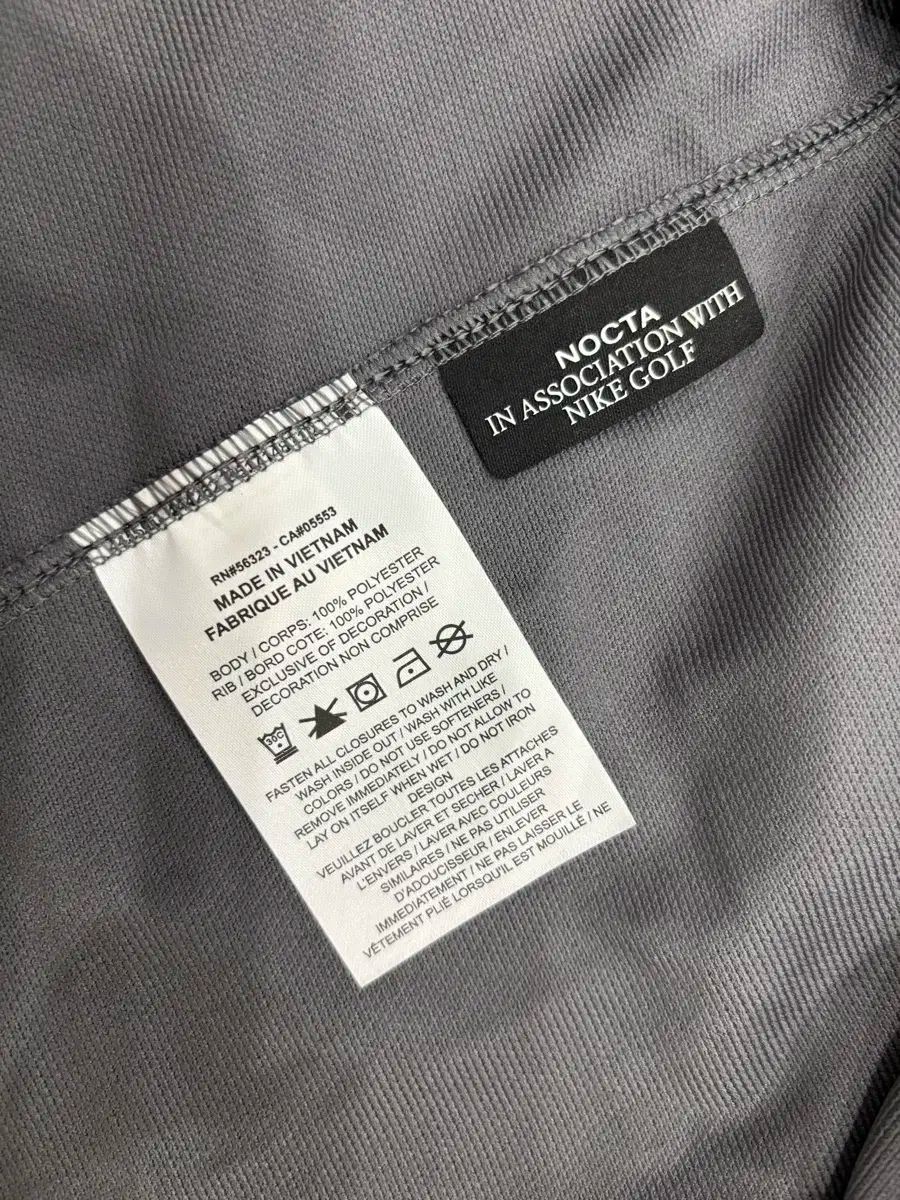 NOCTA
IN ASSOCIATION WITH
NIKE GOLF
RN#56323 - CA#05553
MADE IN VIETNAM
FABRIQUE AU VIETNAM
BODY / CORPS: 100% POLYESTER
RIB / BORD COTE: 100% POLYESTER
EXCLUSIVE OF DECORATION /
DECORATION NON COMPRISE
30C
FASTEN ALL CLOSURES TO WASH AND DRY /
WASH INSIDE OUT / WASH WITH LIKE
COLORS / DO NOT USE SOFTENERS /
REMOVE IMMEDIATELY / DO NOT ALLOW TO
LAY ON ITSELF WHEN WET / DO NOT IRON
DESIGN
VEUILLEZ BOUCLER TOUTES LES ATTACHES
AVANT DE LAVER ET SECHER / LAVER A
L'ENVERS / LAVER AVEC COULEURS
SIMILAIRES / NE PAS UTILISER
D'ADOUCISSEUR / ENLEVER
IMMEDIATEMENT / NE PAS LAISSER LE
VÊTEMENT PLIÉ LORSQU'IL EST MOUILLÉ / NE